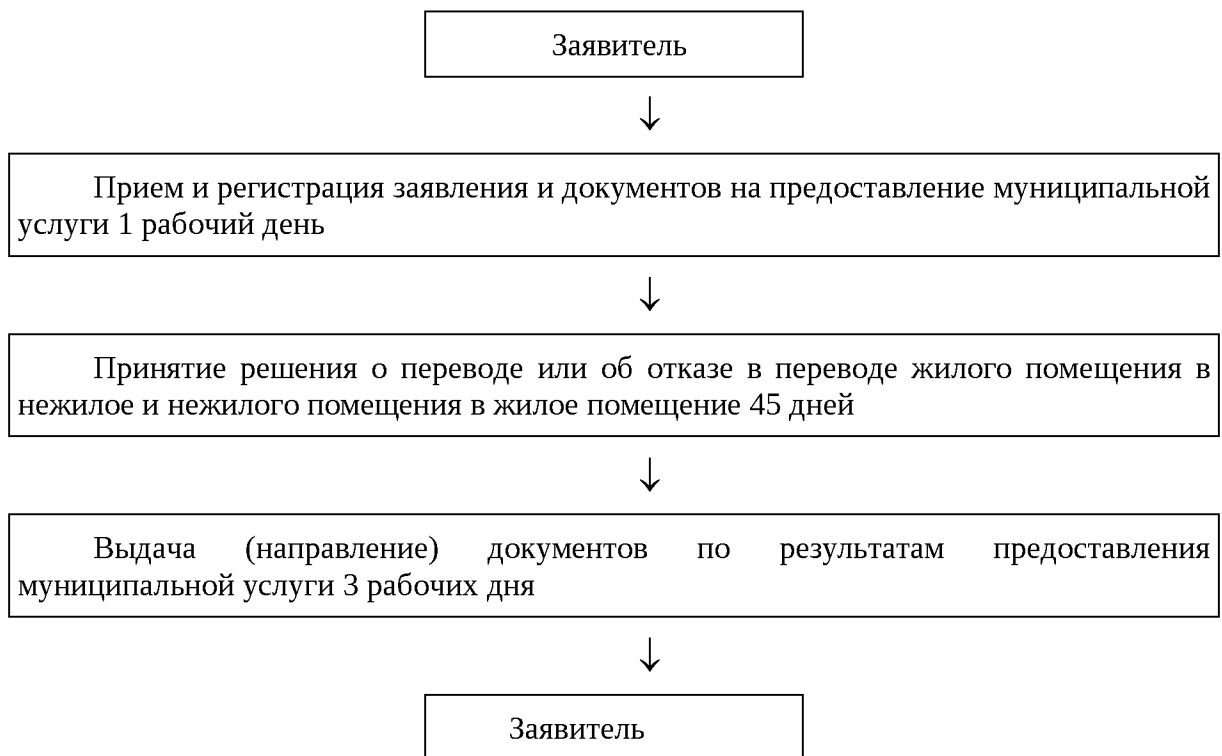 Заявитель
↓
Прием и регистрация заявления и документов на предоставление муниципальной
услуги 1 рабочий день
↓
Принятие решения о переводе или об отказе в переводе жилого помещения в
нежилое и нежилого помещения в жилое помещение 45 дней
↓
Выдача (направление) документов по результатам предоставления
муниципальной услуги 3 рабочих дня
↓
Заявитель